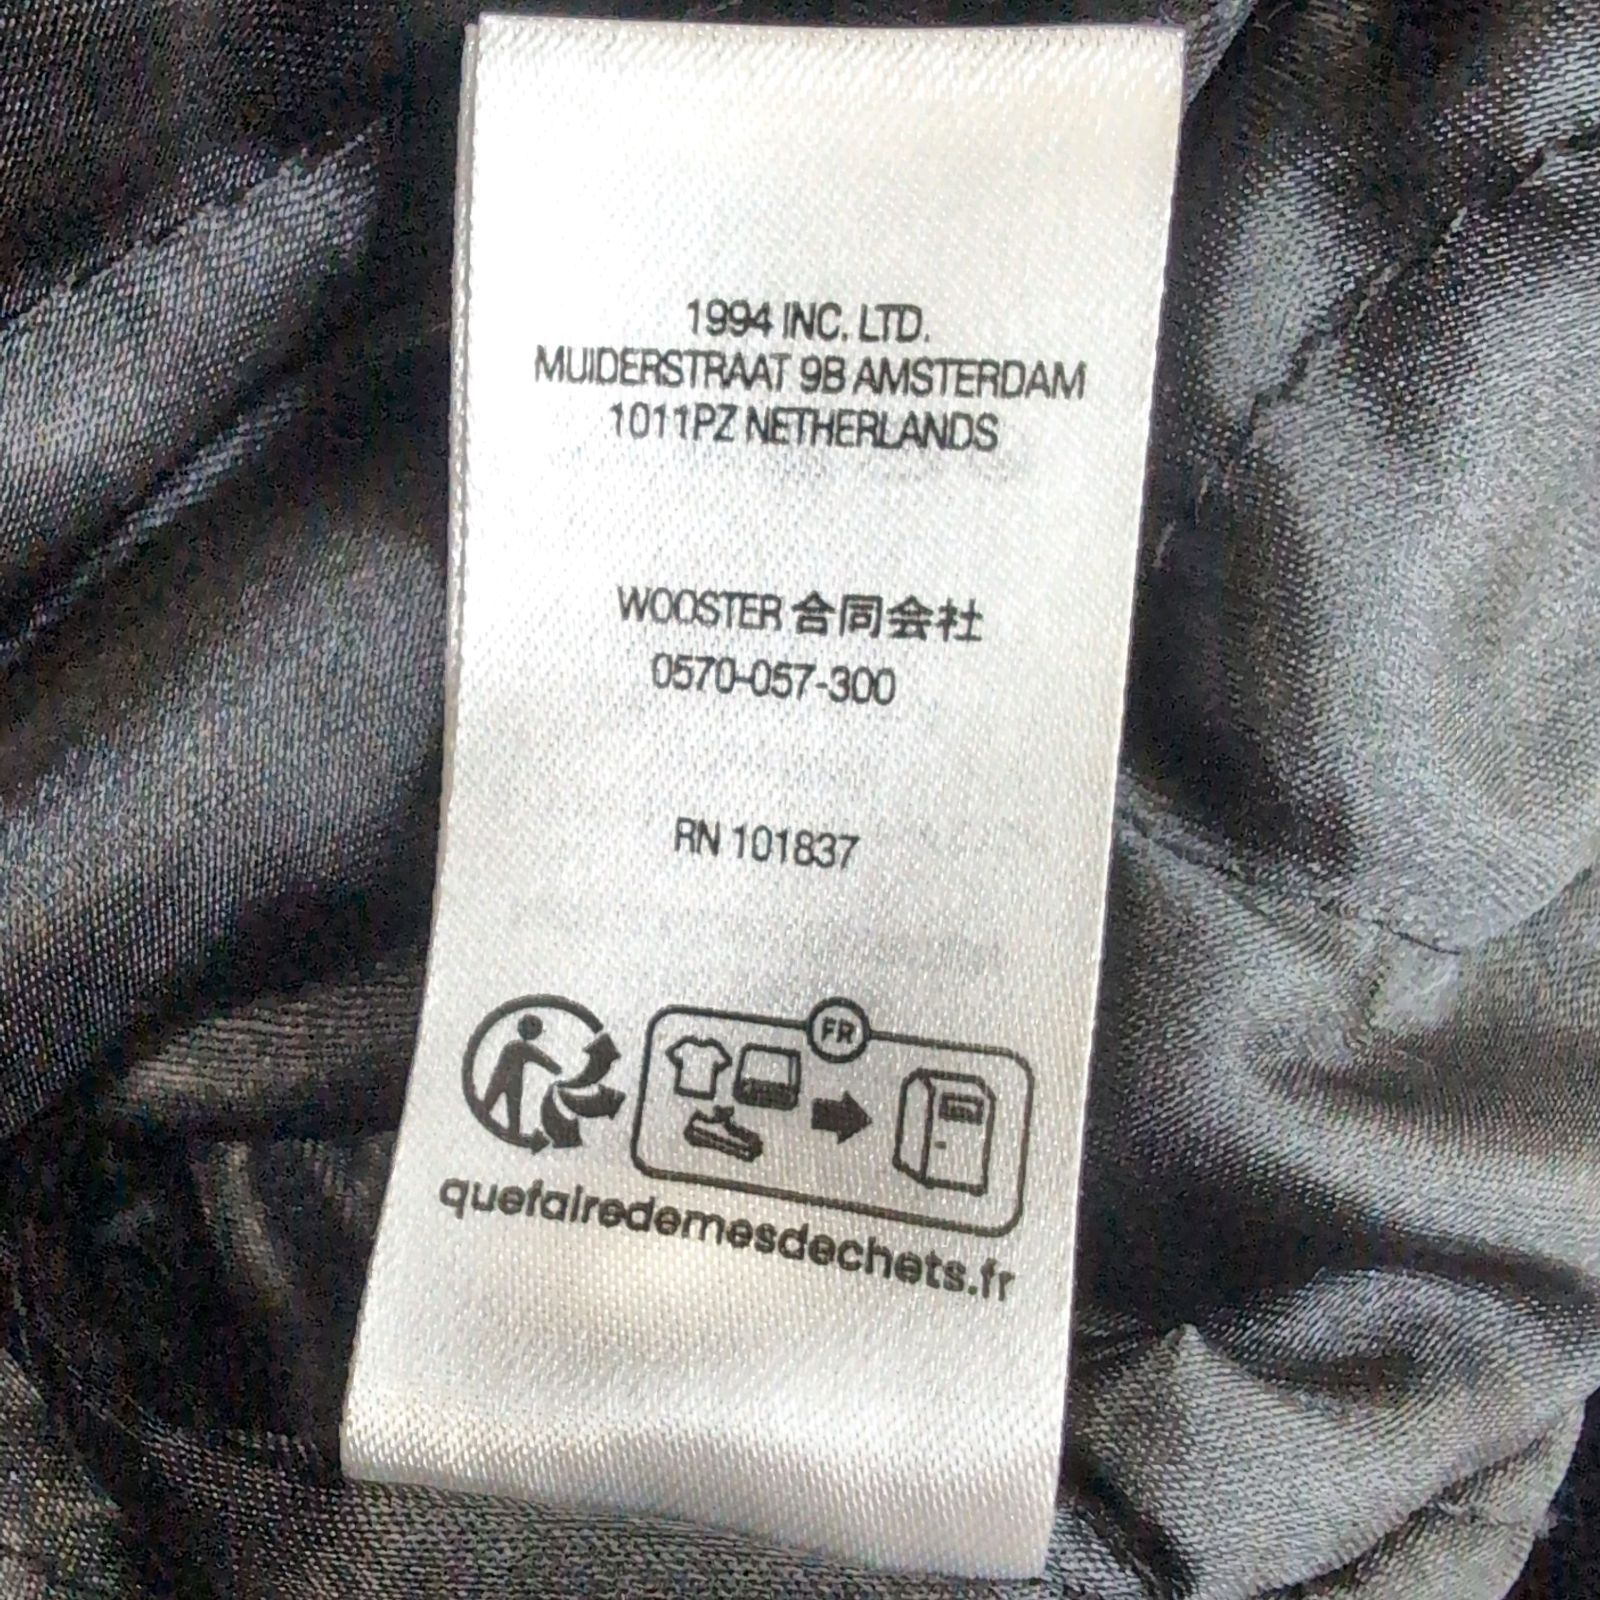 1994 INC. LTD.
MUIDERSTRAAT 9B AMSTERDAM
1011PZ NETHERLANDS
WOOSTER 合同会社
0570-057-300
RN 101837
FR
quefairedemesdechets.fr